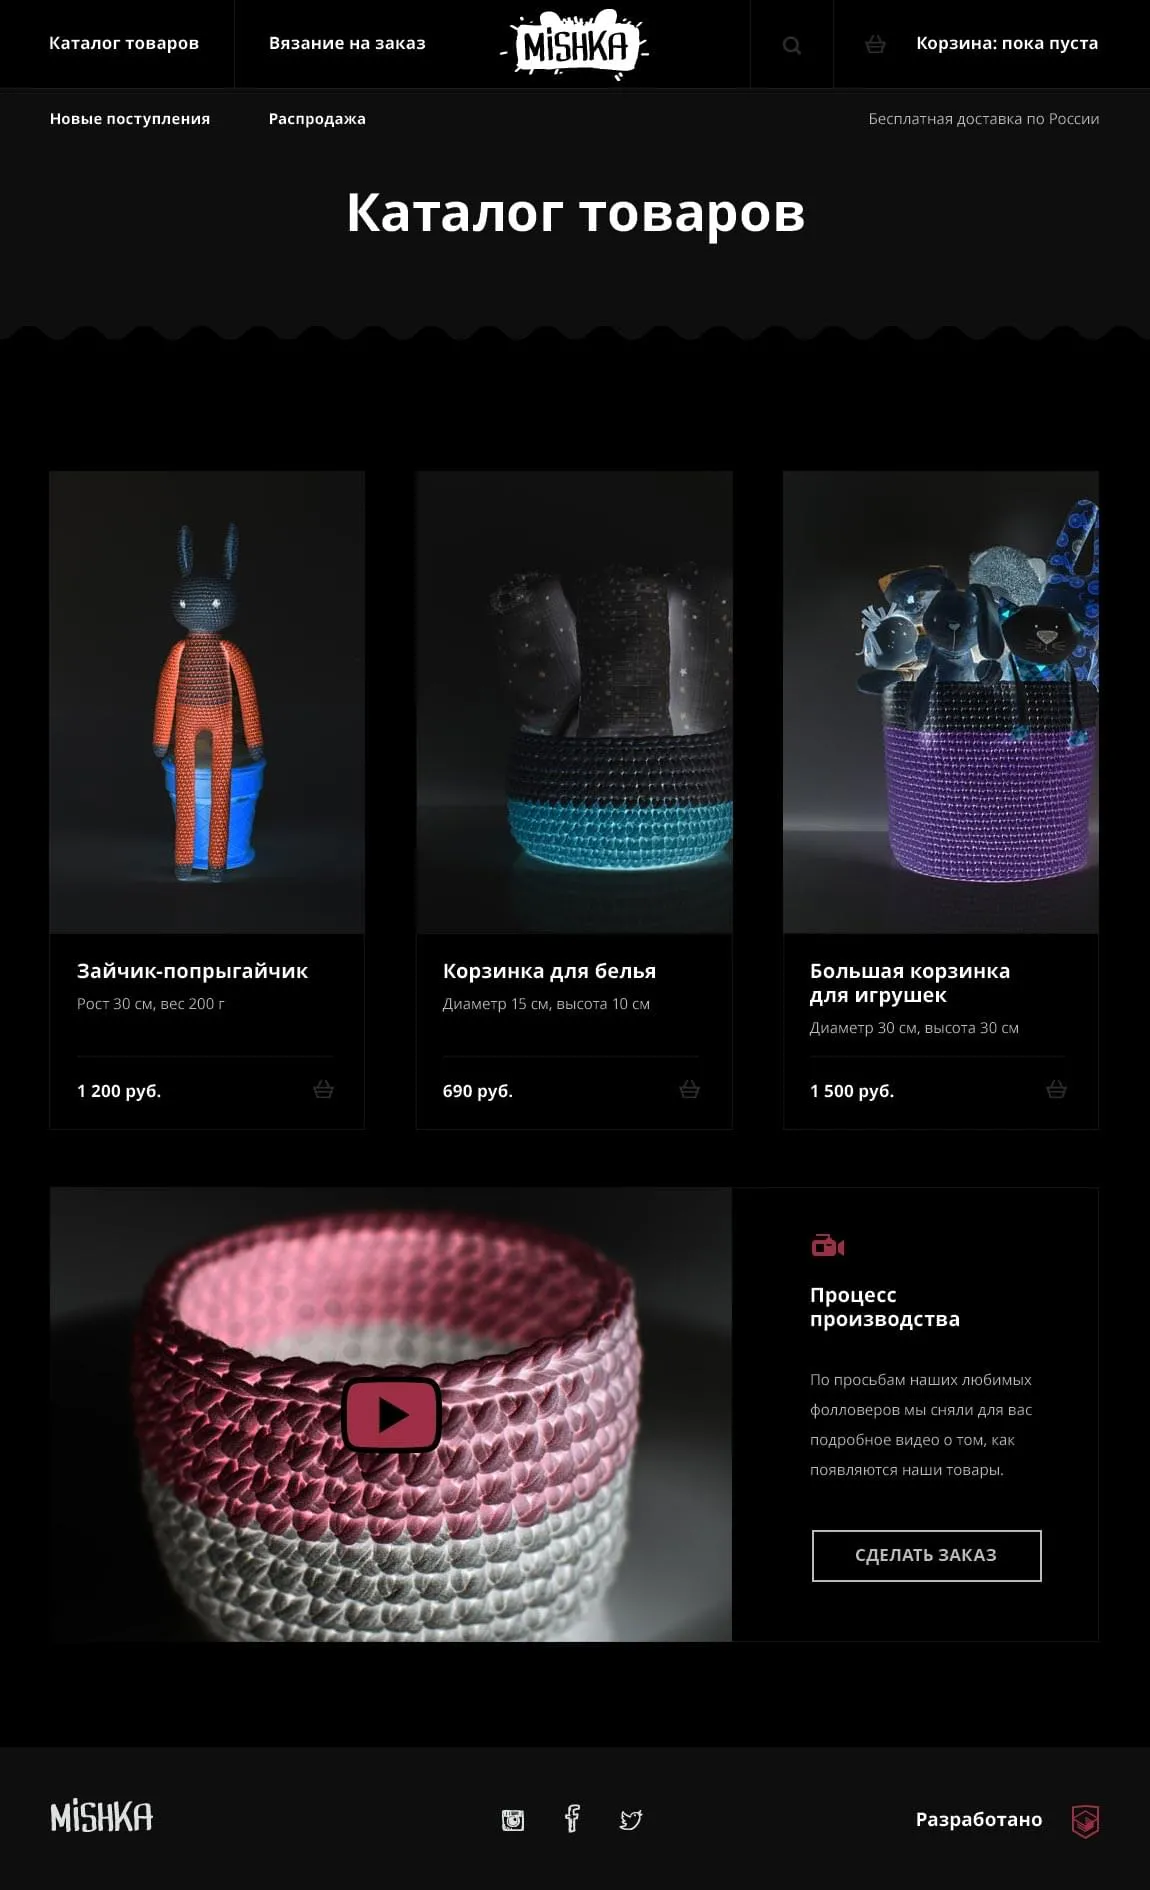 Каталог товаров
Вязание на заказ
MiSHKA
Корзина: пока пуста
Новые поступления
Распродажа
Бесплатная доставка по России
Каталог товаров
Зайчик-попрыгайчик
Рост 30 см, вес 200 г
1 200 руб.
Корзинка для белья
Диаметр 15 см, высота 10 см
690 руб.
Большая корзинка
для игрушек
Диаметр 30 см, высота 30 см
1 500 руб.
Процесс
производства
По просьбам наших любимых
фолловеров мы сняли для вас
подробное видео о том, как
появляются наши товары.
СДЕЛАТЬ ЗАКАЗ
MiSHKA
Разработано